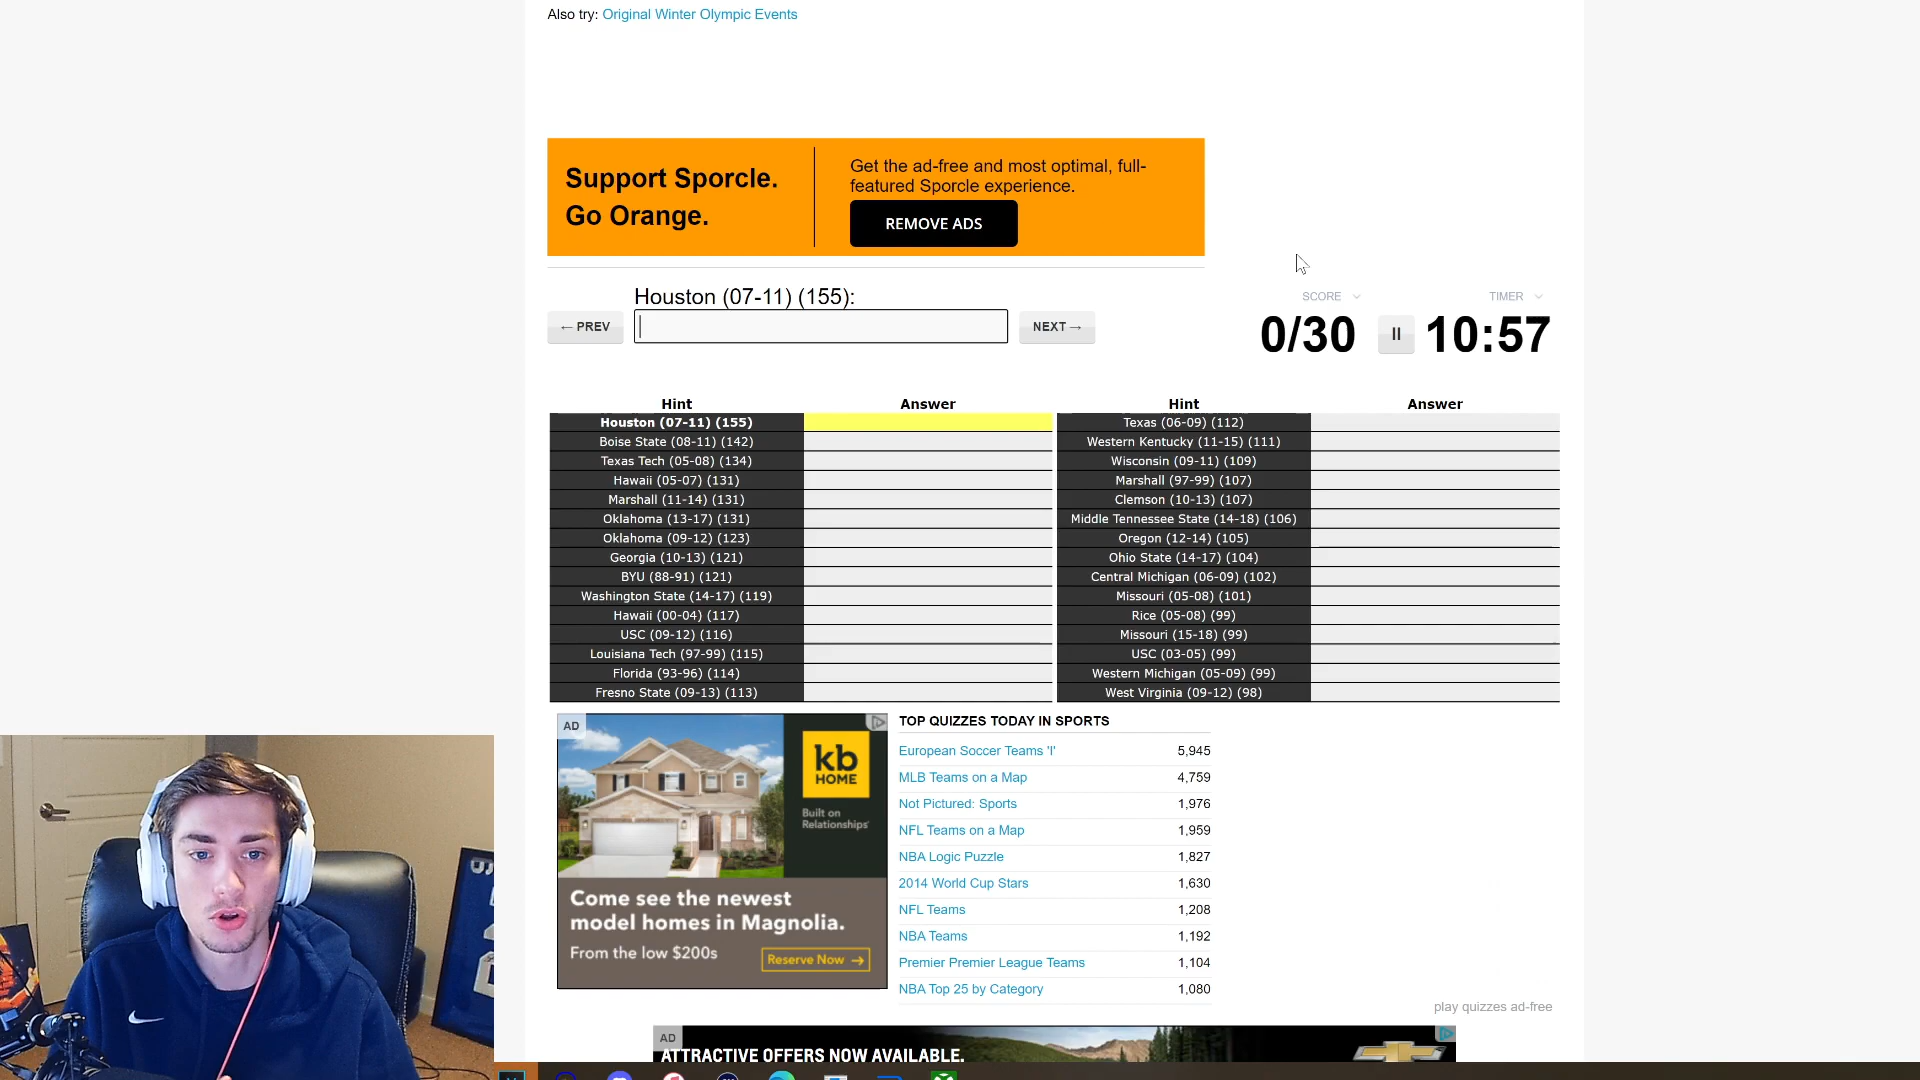 Also try: Original Winter Olympic Events
Support Sporcle.
Go Orange.
Get the ad-free and most optimal, full-
featured Sporcle experience.
REMOVE ADS
Houston (07-11) (155):
← PREV
NEXT →
SCORE
TIMER
0/30
10:57
Hint Answer Hint Answer
Houston (07-11) (155) Texas (06-09) (112)
Boise State (08-11) (142) Western Kentucky (11-15) (111)
Texas Tech (05-08) (134) Wisconsin (09-11) (109)
Hawaii (05-07) (131) Marshall (97-99) (107)
Marshall (11-14) (131) Clemson (10-13) (107)
Oklahoma (13-17) (131) Middle Tennessee State (14-18) (106)
Oklahoma (09-12) (123) Oregon (12-14) (105)
Georgia (10-13) (121) Ohio State (14-17) (104)
BYU (88-91) (121) Central Michigan (06-09) (102)
Washington State (14-17) (119) Missouri (05-08) (101)
Hawaii (00-04) (117) Rice (05-08) (99)
USC (09-12) (116) Missouri (15-18) (99)
Louisiana Tech (97-99) (115) USC (03-05) (99)
Florida (93-96) (114) Western Michigan (05-09) (99)
Fresno State (09-13) (113) West Virginia (09-12) (98)
AD
kb
HOME
Built on
Relationships
Come see the newest
model homes in Magnolia.
From the low $200s
Reserve Now →
TOP QUIZZES TODAY IN SPORTS
European Soccer Teams 'I' 5,945
MLB Teams on a Map 4,759
Not Pictured: Sports 1,976
NFL Teams on a Map 1,959
NBA Logic Puzzle 1,827
2014 World Cup Stars 1,630
NFL Teams 1,208
NBA Teams 1,192
Premier Premier League Teams 1,104
NBA Top 25 by Category 1,080
play quizzes ad-free
AD
ATTRACTIVE OFFERS NOW AVAILABLE.